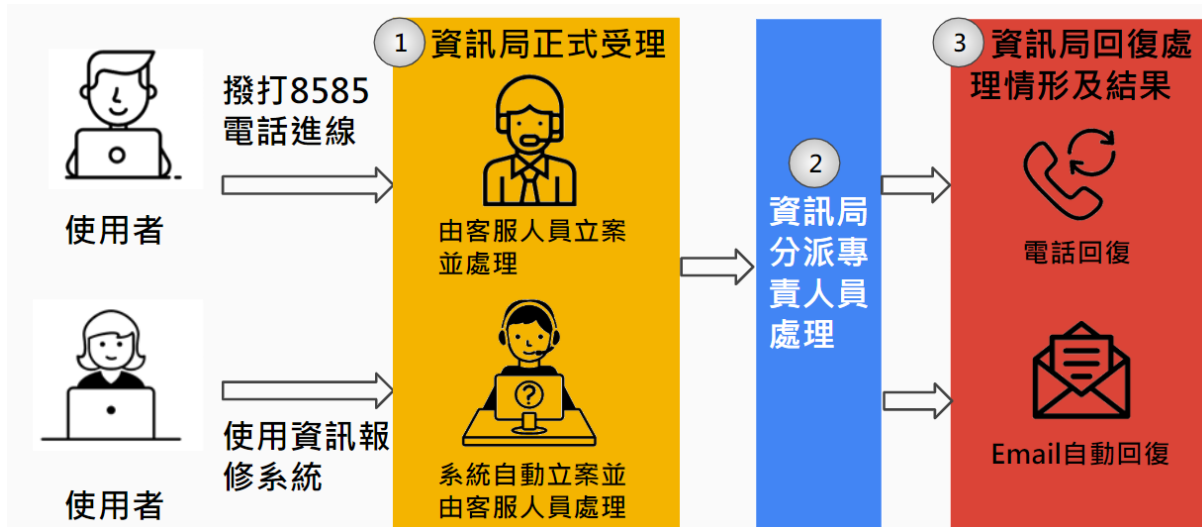 撥打8585
電話進線
使用者
1
資訊局正式受理
由客服人員立案
並處理
使用資訊報
修系統
使用者
?
系統自動立案並
由客服人員處理
2
資訊局
分派專
責人員
處理
3
資訊局回復處
理情形及結果
電話回復
Email自動回復